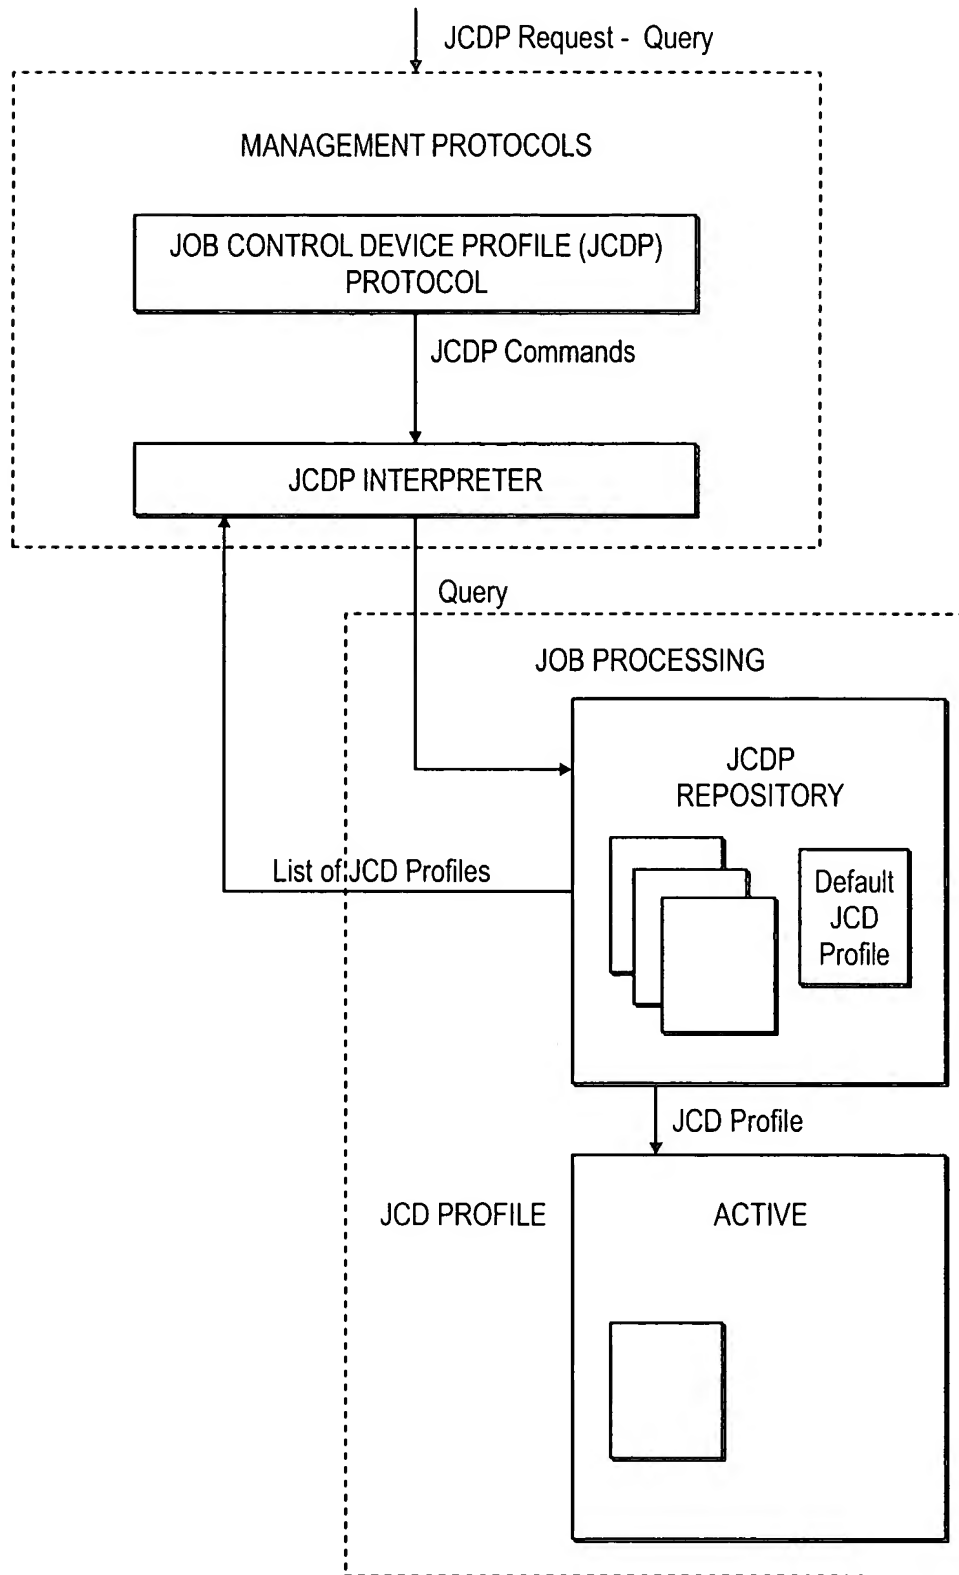 JCDP Request - Query
MANAGEMENT PROTOCOLS
JOB CONTROL DEVICE PROFILE (JCDP)
PROTOCOL
JCDP Commands
JCDP INTERPRETER
Query
JOB PROCESSING
JCDP
REPOSITORY
List of JCD Profiles
Default
JCD
Profile
JCD Profile
JCD PROFILE
ACTIVE